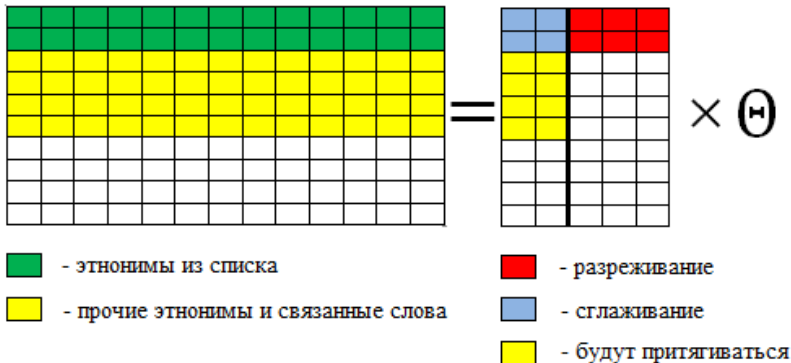 = × Θ
- этнонимы из списка
- прочие этнонимы и связанные слова
- разреживание
- сглаживание
- будут притягиваться